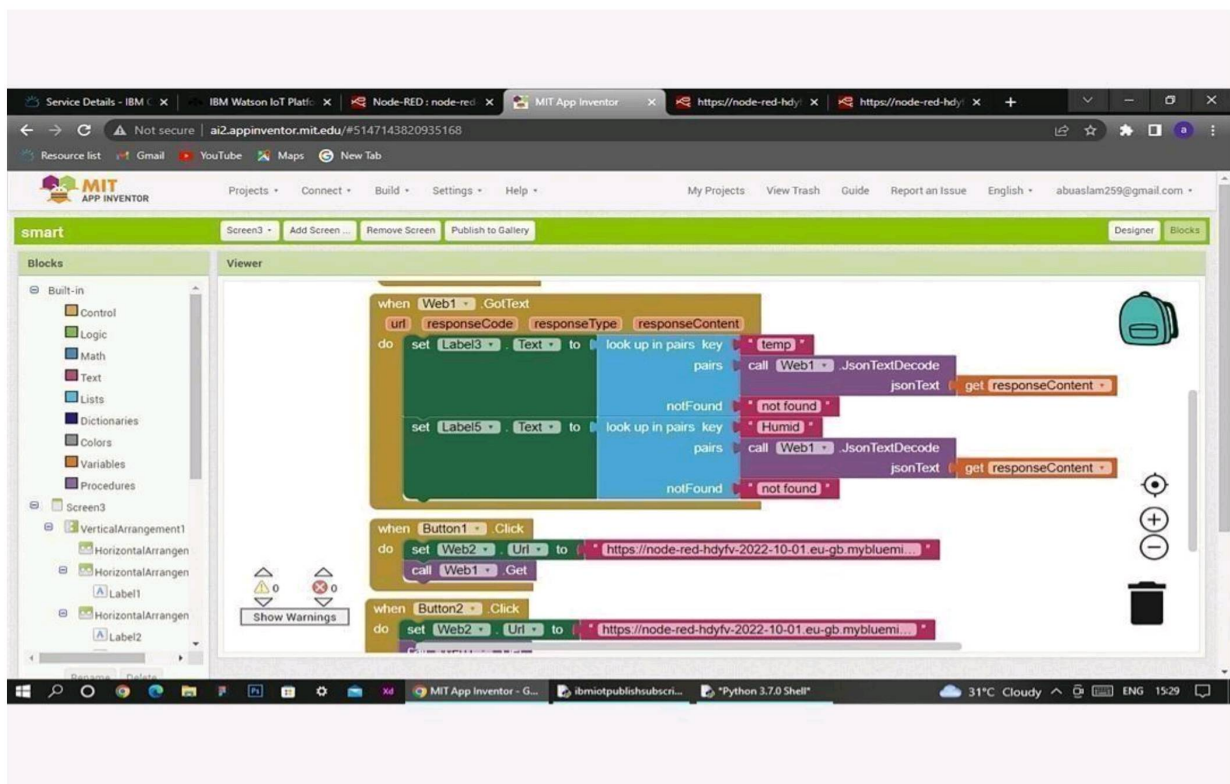 Service Details - IBM C
IBM Watson IoT Platfo
Node-RED : node-red
MIT App Inventor
https://node-red-hdyf
https://node-red-hdyf
Not secure | ai2.appinventor.mit.edu/#5147143820935168
a
Resource list Gmail YouTube Maps New Tab
MIT
APP INVENTOR
Projects Connect Build Settings Help My Projects View Trash Guide Report an Issue English abuaslam259@gmail.com
smart Screen3 Add Screen ... Remove Screen Publish to Gallery Designer Blocks
Blocks Viewer
Built-in
Control
Logic
Math
Text
Lists
Dictionaries
Colors
Variables
Procedures
Screen3
VerticalArrangement1
HorizontalArrangen
HorizontalArrangen
Label1
HorizontalArrangen
Label2
Rename Delete
when Web1 .GotText
url responseCode responseType responseContent
do set Label3 . Text to look up in pairs key " temp "
pairs call Web1 .JsonTextDecode
jsonText get responseContent
notFound " not found "
set Label5 . Text to look up in pairs key " Humid "
pairs call Web1 .JsonTextDecode
jsonText get responseContent
notFound " not found "
when Button1 .Click
do set Web2 . Url to " https://node-red-hdyfv-2022-10-01.eu-gb.mybluemi... "
call Web1 .Get
when Button2 .Click
do set Web2 . Url to " https://node-red-hdyfv-2022-10-01.eu-gb.mybluemi... "
0 0
Show Warnings
MIT App Inventor - G... ibmiotpublishsubscri... *Python 3.7.0 Shell* 31°C Cloudy ENG 15:29